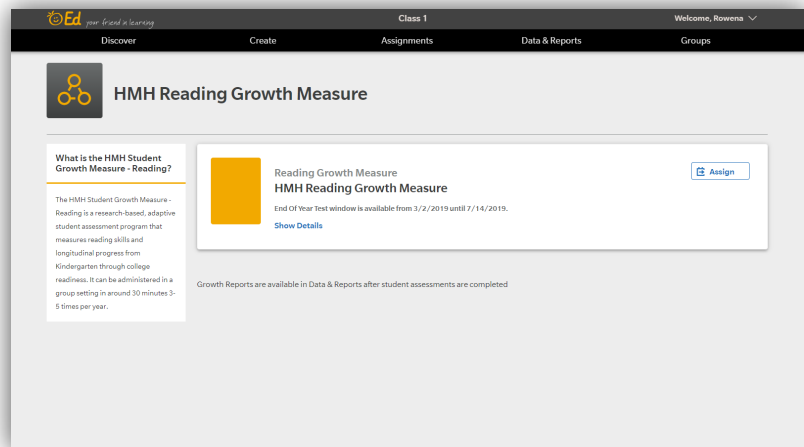 Ed your friend in learning
Class 1
Welcome, Rowena
Discover
Create
Assignments
Data & Reports
Groups
HMH Reading Growth Measure
What is the HMH Student
Growth Measure - Reading?
The HMH Student Growth Measure -
Reading is a research-based, adaptive
student assessment program that
measures reading skills and
longitudinal progress from
Kindergarten through college
readiness. It can be administered in a
group setting in around 30 minutes 3-
5 times per year.
Reading Growth Measure
HMH Reading Growth Measure
End Of Year Test window is available from 3/2/2019 until 7/14/2019.
Show Details
Assign
Growth Reports are available in Data & Reports after student assessments are completed